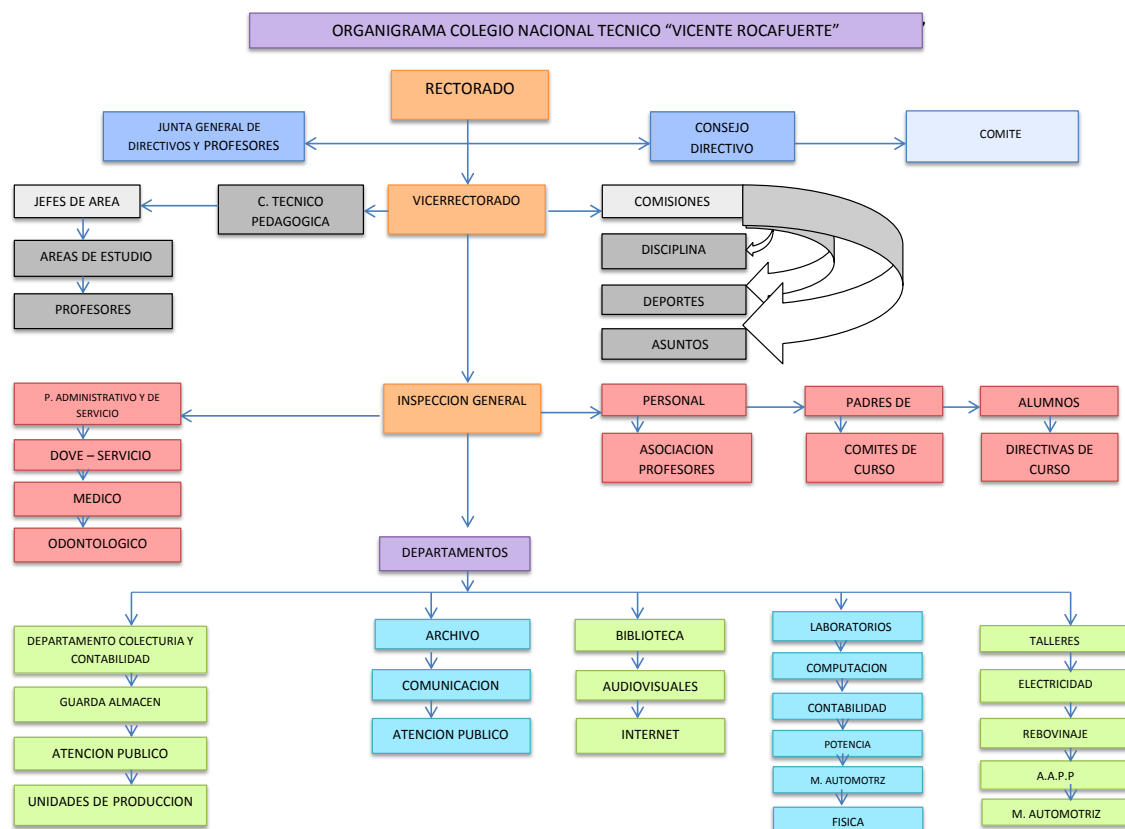 ORGANIGRAMA COLEGIO NACIONAL TECNICO “VICENTE ROCAFUERTE”
RECTORADO
JUNTA GENERAL DE
DIRECTIVOS Y PROFESORES
CONSEJO
DIRECTIVO
COMITE
JEFES DE AREA
C. TECNICO
PEDAGOGICA
VICERRECTORADO
COMISIONES
AREAS DE ESTUDIO
DISCIPLINA
PROFESORES
DEPORTES
ASUNTOS
P. ADMINISTRATIVO Y DE
SERVICIO
INSPECCION GENERAL
PERSONAL
PADRES DE
ALUMNOS
DOVE – SERVICIO
ASOCIACION
PROFESORES
COMITES DE
CURSO
DIRECTIVAS DE
CURSO
MEDICO
ODONTOLOGICO
DEPARTAMENTOS
DEPARTAMENTO COLECTURIA Y
CONTABILIDAD
GUARDA ALMACEN
ATENCION PUBLICO
UNIDADES DE PRODUCCION
ARCHIVO
COMUNICACION
ATENCION PUBLICO
BIBLIOTECA
AUDIOVISUALES
INTERNET
LABORATORIOS
COMPUTACION
CONTABILIDAD
POTENCIA
M. AUTOMOTRZ
FISICA
TALLERES
ELECTRICIDAD
REBOVINAJE
A.A.P.P
M. AUTOMOTRIZ